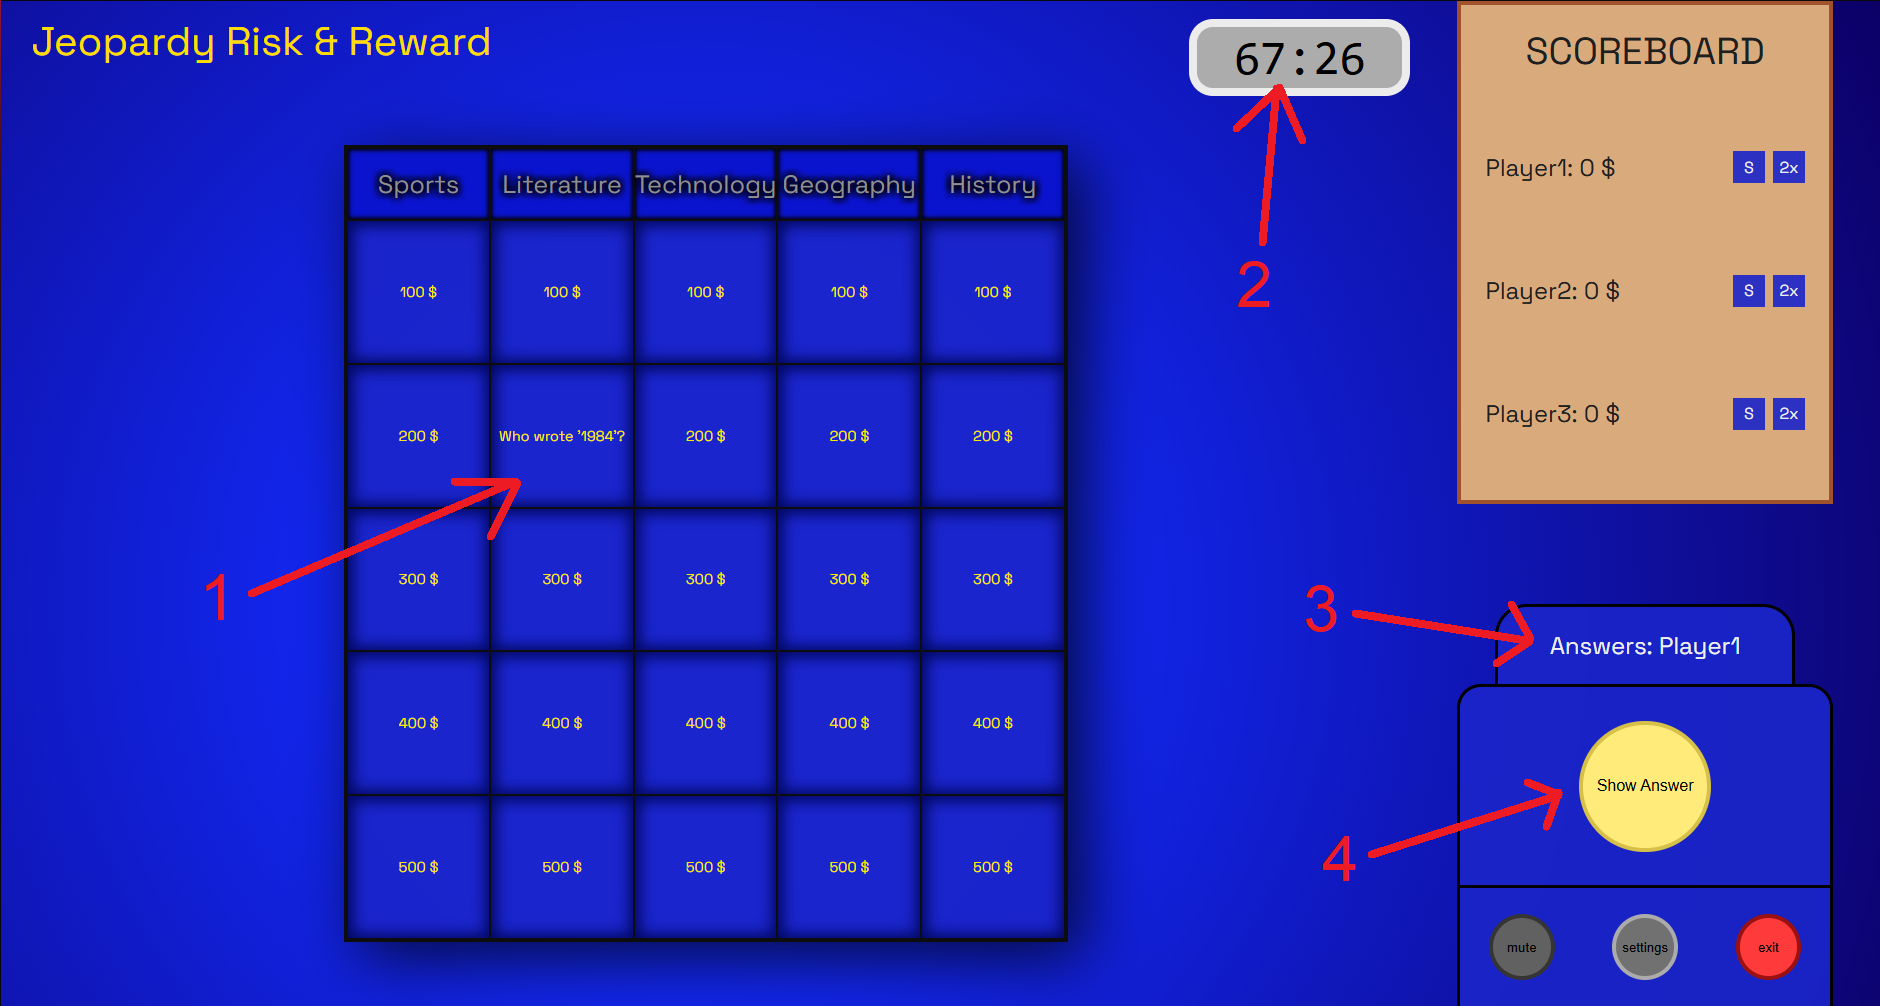 Jeopardy Risk & Reward
67:26
SCOREBOARD
Player1: 0 $ S 2x
Player2: 0 $ S 2x
Player3: 0 $ S 2x
Sports Literature Technology Geography History
100 $ 100 $ 100 $ 100 $ 100 $
200 $ Who wrote '1984'? 200 $ 200 $ 200 $
300 $ 300 $ 300 $ 300 $ 300 $
400 $ 400 $ 400 $ 400 $ 400 $
500 $ 500 $ 500 $ 500 $ 500 $
1
2
3
4
Answers: Player1
Show Answer
mute settings exit